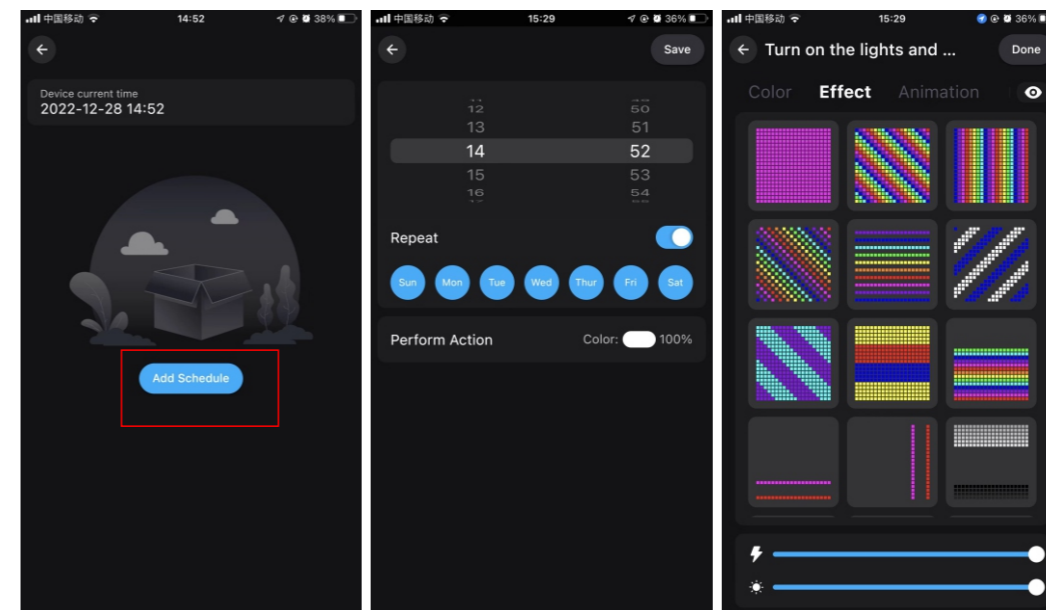 中国移动 14:52 38%
Device current time
2022-12-28 14:52
Add Schedule
中国移动 15:29 36%
Save
12 50
13 51
14 52
15 53
16 54
Repeat
Sun Mon Tue Wed Thur Fri Sat
Perform Action Color: 100%
中国移动 15:29 36%
Turn on the lights and ... Done
Color Effect Animation